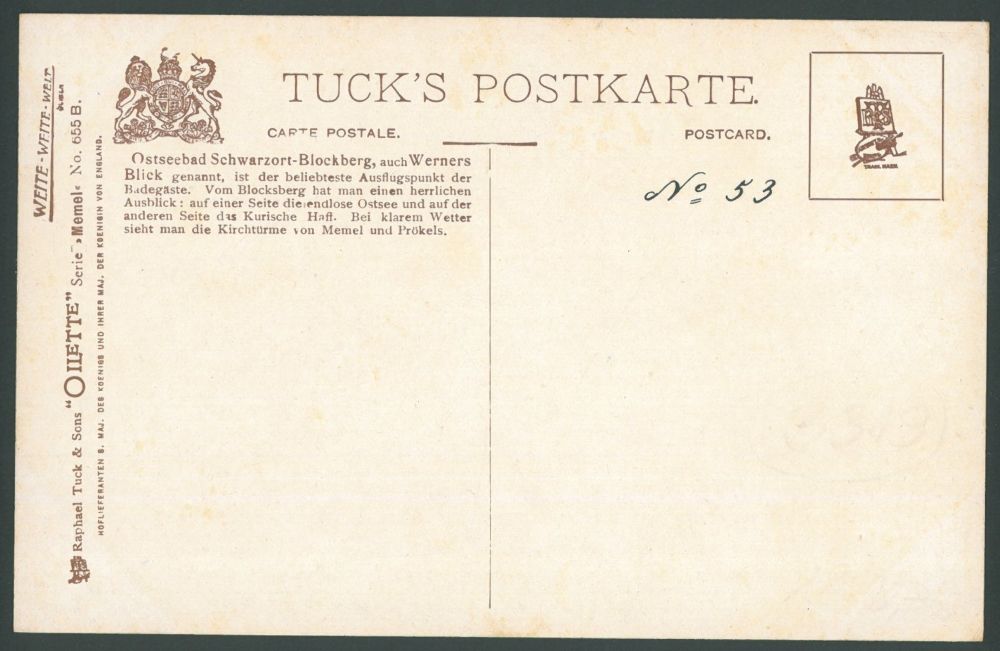 TUCK'S POSTKARTE.
CARTE POSTALE.
POSTCARD.
Ostseebad Schwarzort-Blockberg, auch Werners
Blick genannt, ist der beliebteste Ausflugspunkt der
Badegäste. Vom Blocksberg hat man einen herrlichen
Ausblick: auf einer Seite die endlose Ostsee und auf der
anderen Seite das Kurische Haff. Bei klarem Wetter
sieht man die Kirchtürme von Memel und Prökels.
No 53
TRADE MARK
WEITE-WEITE-WELT
Raphael Tuck & Sons "OILETTE" Serie »Memel« No. 655 B.
HOFLIEFERANTEN S. MAJ. DES KOENIGS UND IHRER MAJ. DER KOENIGIN VON ENGLAND.